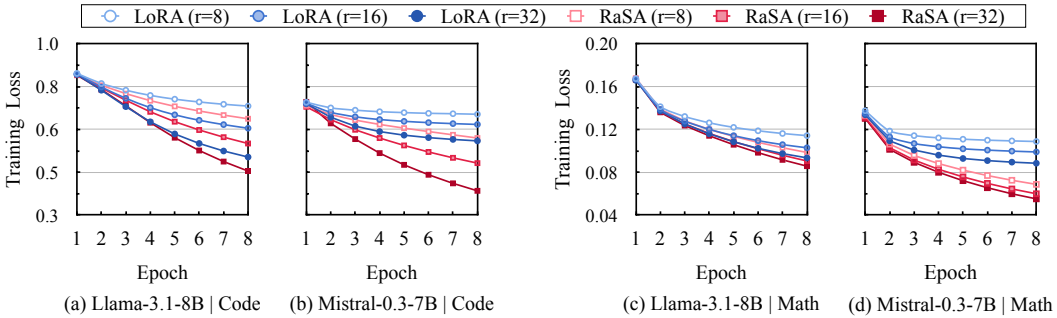 LoRA (r=8) LoRA (r=16) LoRA (r=32) RaSA (r=8) RaSA (r=16) RaSA (r=32)
Training Loss
1.0
0.8
0.6
0.5
0.3
1 2 3 4 5 6 7 8
Epoch
(a) Llama-3.1-8B | Code
1 2 3 4 5 6 7 8
Epoch
(b) Mistral-0.3-7B | Code
Training Loss
0.20
0.16
0.12
0.08
0.04
1 2 3 4 5 6 7 8
Epoch
(c) Llama-3.1-8B | Math
1 2 3 4 5 6 7 8
Epoch
(d) Mistral-0.3-7B | Math